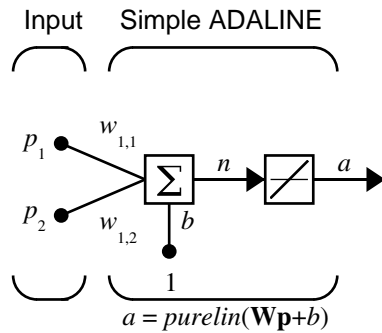 Input Simple ADALINE
p1 w1,1
n a
Σ
p2 w1,2 b
1
a = purelin(Wp+b)